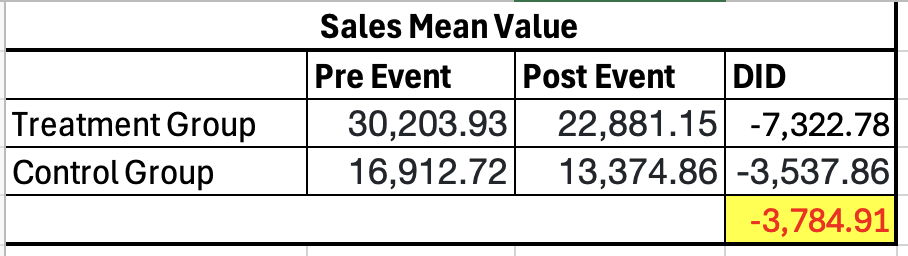 Sales Mean Value
Pre Event Post Event DID
Treatment Group 30,203.93 22,881.15 -7,322.78
Control Group 16,912.72 13,374.86 -3,537.86
-3,784.91